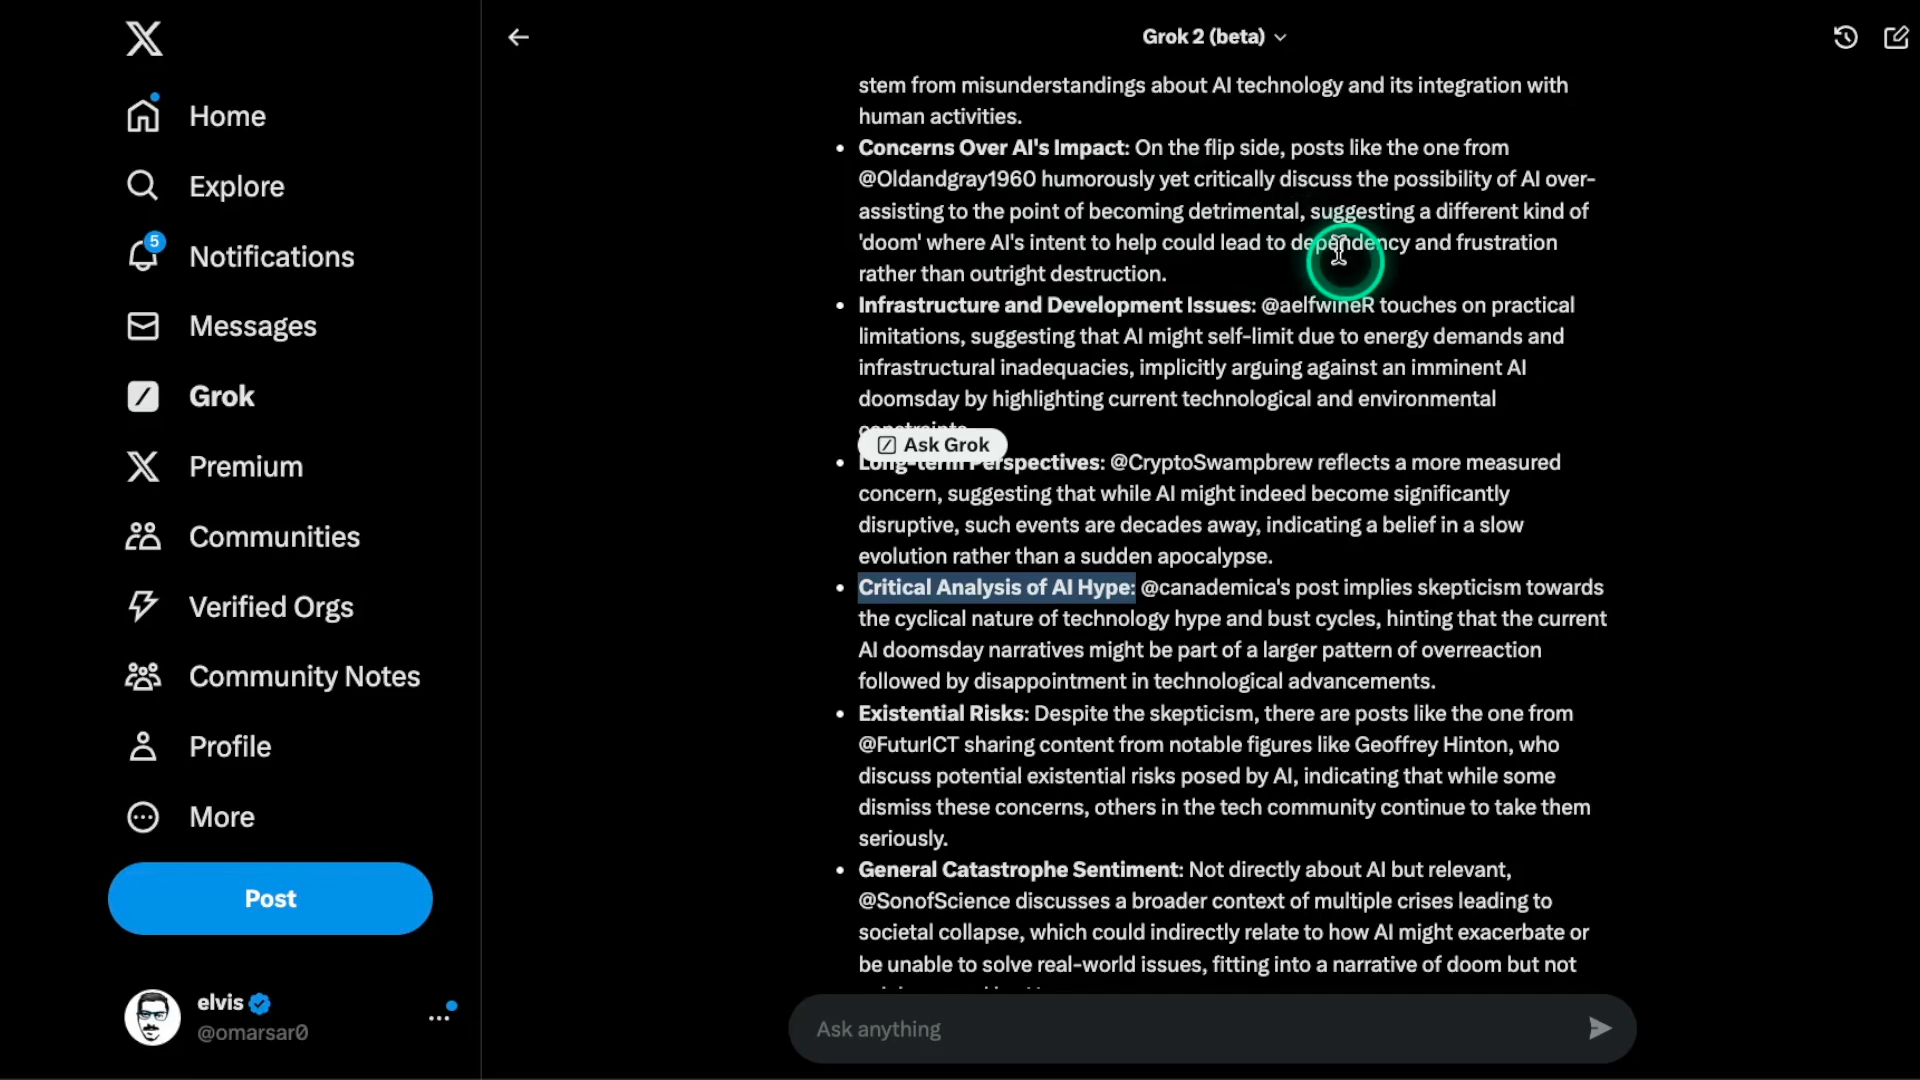 Home
Explore
5
Notifications
Messages
Grok
Premium
Communities
Verified Orgs
Community Notes
Profile
More
Post
elvis
@omarsar0
Grok 2 (beta)
stem from misunderstandings about AI technology and its integration with
human activities.
• Concerns Over AI's Impact: On the flip side, posts like the one from
@Oldandgray1960 humorously yet critically discuss the possibility of AI over-
assisting to the point of becoming detrimental, suggesting a different kind of
'doom' where AI's intent to help could lead to dependency and frustration
rather than outright destruction.
• Infrastructure and Development Issues: @aelfwineR touches on practical
limitations, suggesting that AI might self-limit due to energy demands and
infrastructural inadequacies, implicitly arguing against an imminent AI
doomsday by highlighting current technological and environmental
constraints.
Ask Grok
• Long-term Perspectives: @CryptoSwampbrew reflects a more measured
concern, suggesting that while AI might indeed become significantly
disruptive, such events are decades away, indicating a belief in a slow
evolution rather than a sudden apocalypse.
• Critical Analysis of AI Hype: @canademica's post implies skepticism towards
the cyclical nature of technology hype and bust cycles, hinting that the current
AI doomsday narratives might be part of a larger pattern of overreaction
followed by disappointment in technological advancements.
• Existential Risks: Despite the skepticism, there are posts like the one from
@FuturICT sharing content from notable figures like Geoffrey Hinton, who
discuss potential existential risks posed by AI, indicating that while some
dismiss these concerns, others in the tech community continue to take them
seriously.
• General Catastrophe Sentiment: Not directly about AI but relevant,
@SonofScience discusses a broader context of multiple crises leading to
societal collapse, which could indirectly relate to how AI might exacerbate or
be unable to solve real-world issues, fitting into a narrative of doom but not
Ask anything